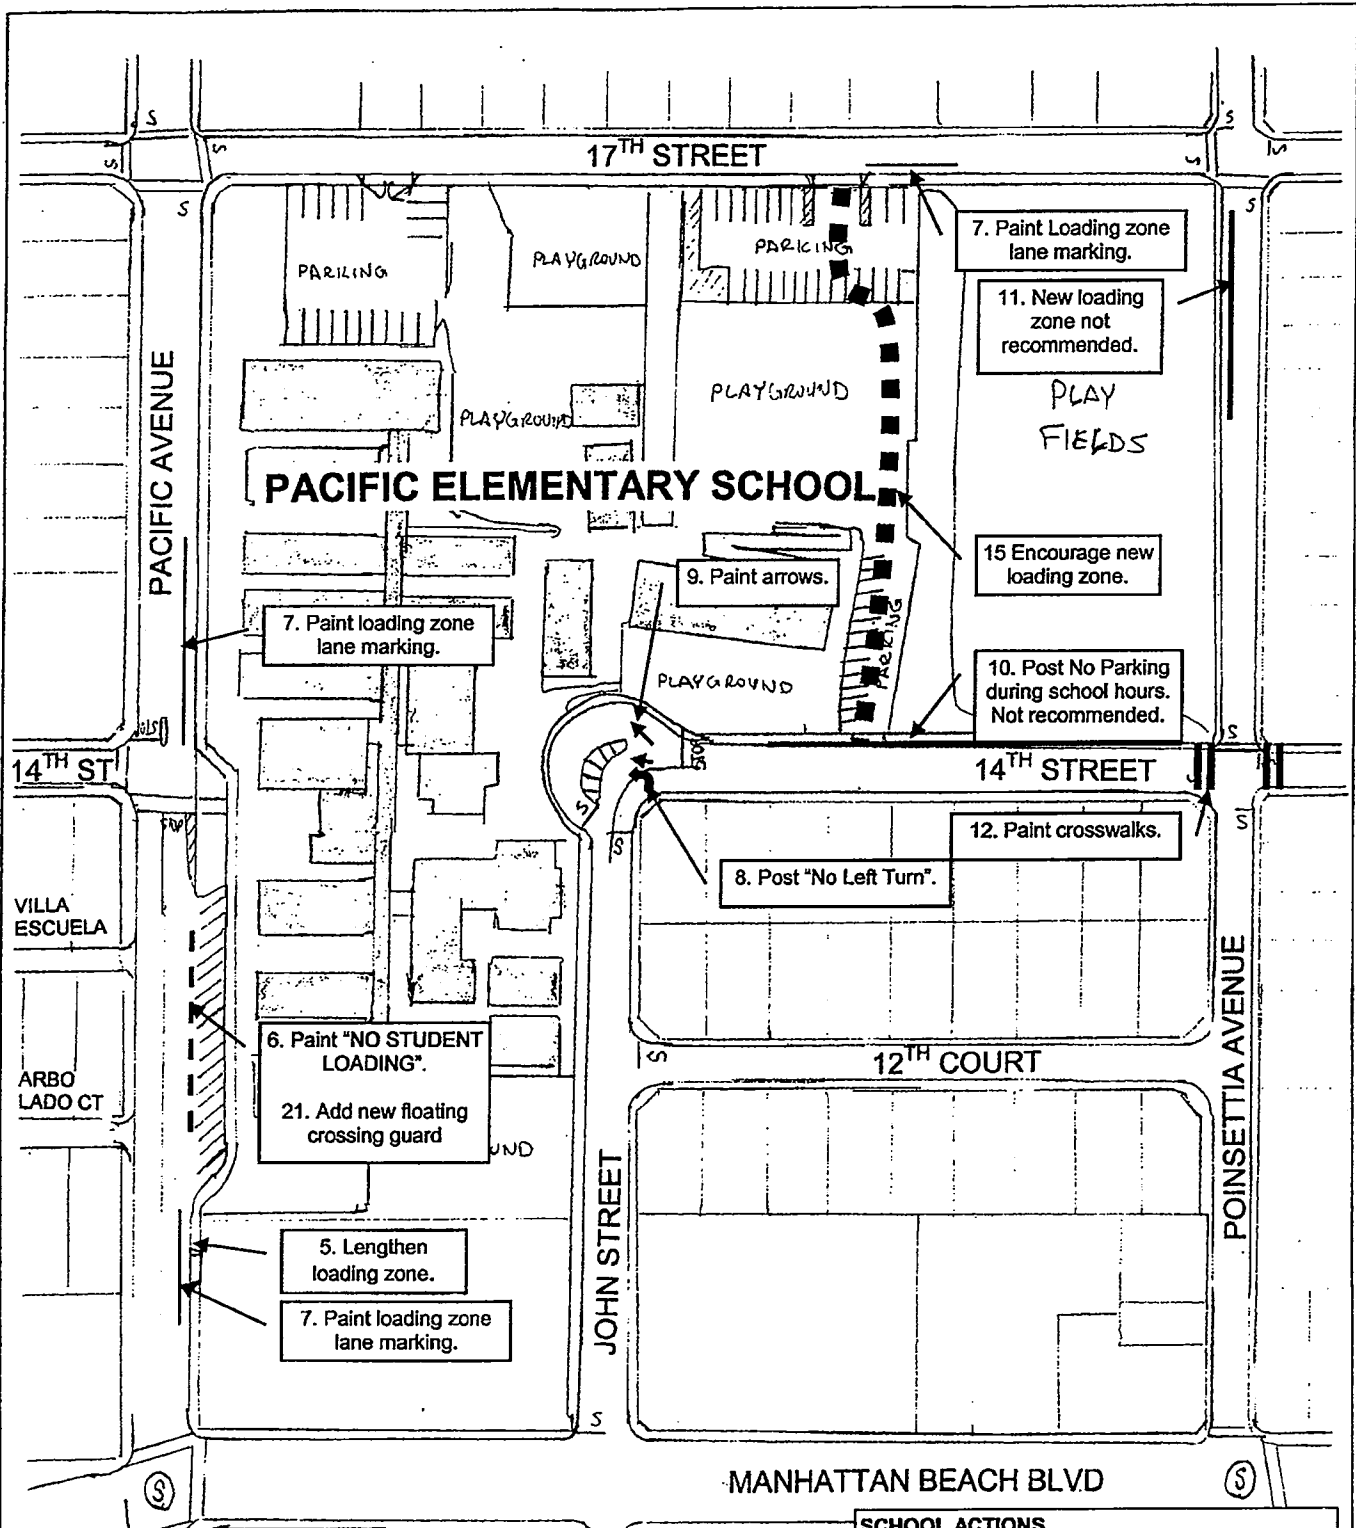 17TH STREET
7. Paint Loading zone
lane marking.
PARKING
PLAYGROUND
PARKING
11. New loading
zone not
recommended.
PLAY
FIELDS
PLAYGROUND
PLAYGROUND
PACIFIC AVENUE
PACIFIC ELEMENTARY SCHOOL
15 Encourage new
loading zone.
9. Paint arrows.
PARKING
7. Paint loading zone
lane marking.
10. Post No Parking
during school hours.
Not recommended.
PLAYGROUND
STOP
STOP
14TH ST
14TH STREET
12. Paint crosswalks.
STOP
8. Post "No Left Turn".
VILLA
ESCUELA
POINSETTIA AVENUE
6. Paint "NO STUDENT
LOADING".
21. Add new floating
crossing guard
12TH COURT
ARBO
LADO CT
UND
JOHN STREET
5. Lengthen
loading zone.
7. Paint loading zone
lane marking.
MANHATTAN BEACH BLVD
S
S
SCHOOL ACTIONS